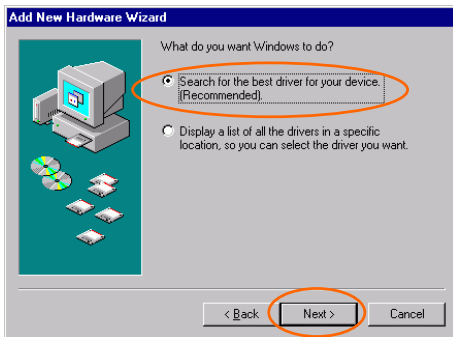 Add New Hardware Wizard
What do you want Windows to do?
Search for the best driver for your device.
(Recommended).
Display a list of all the drivers in a specific
location, so you can select the driver you want.
< Back
Next >
Cancel